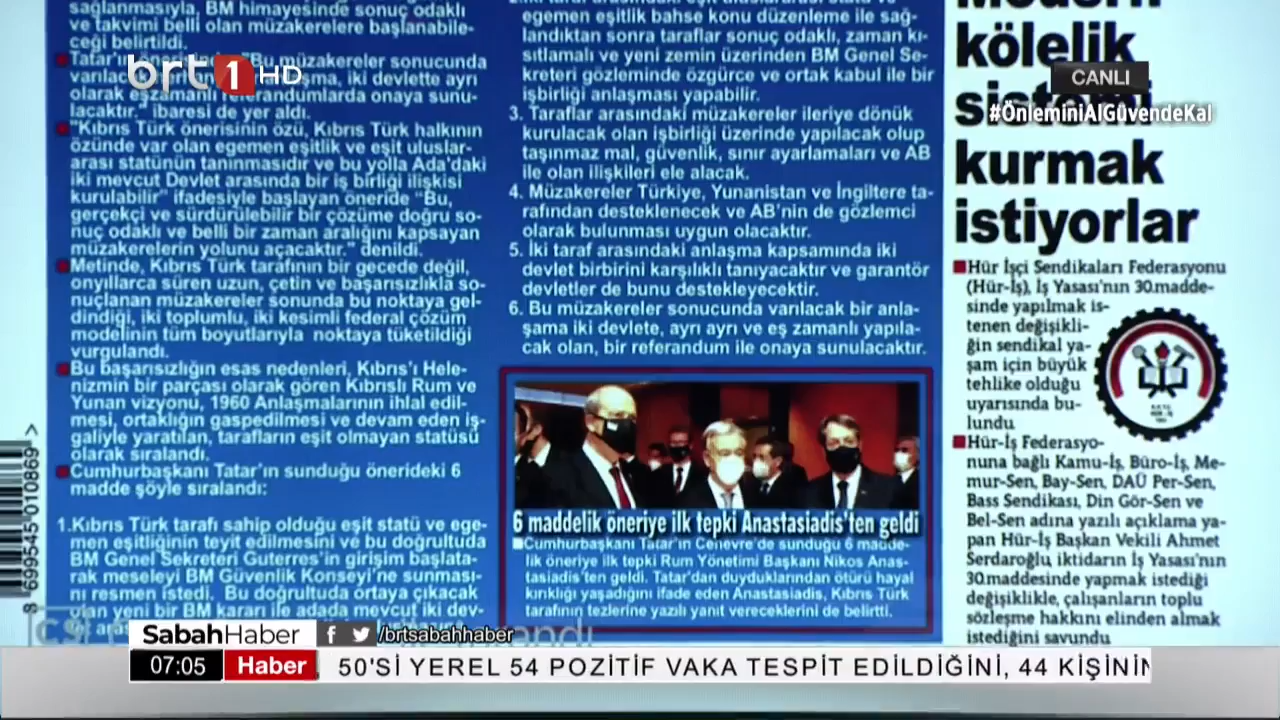 sağlanmasıyla, BM himayesinde sonuç odaklı
ve takvimi belli olan müzakerelere başlanabile-
ceği belirtildi.
müzakereler sonucunda
iki devlette ayrı
olarak eşzamanlı referandumlarda onaya sunu-
lacaktır." ibaresi de yer aldı.
"Kıbrıs Türk önerisinin özü, Kıbrıs Türk halkının
özünde var olan egemen eşitlik ve eşit uluslar-
arası statünün tanınmasıdır ve bu yolla Ada'daki
iki mevcut Devlet arasında bir iş birliği ilişkisi
kurulabilir" ifadesiyle başlayan öneride "Bu,
gerçekçi ve sürdürülebilir bir çözüme doğru so-
nuç odaklı ve belli bir zaman aralığını kapsayan
müzakerelerin yolunu açacaktır." denildi.
Metinde, Kıbrıs Türk tarafının bir gecede değil,
onyıllarca süren uzun, çetin ve başarısızlıkla so-
nuçlanan müzakereler sonunda bu noktaya gel-
dindiği, iki toplumlu, iki kesimli federal çözüm
modelinin tüm boyutlarıyla noktaya tüketildiği
vurgulandı.
Bu başarısızlığın esas nedenleri, Kıbrıs'ı Hele-
nizmin bir parçası olarak gören Kıbrıslı Rum ve
Yunan vizyonu, 1960 Anlaşmalarının ihlal edil-
mesi, ortaklığın gaspedilmesi ve devam eden iş-
galiyle yaratılan, tarafların eşit olmayan statüsü
olarak sıralandı.
Cumhurbaşkanı Tatar'ın sunduğu önerideki 6
madde şöyle sıralandı:
1.Kıbrıs Türk tarafı sahip olduğu eşit statü ve ege-
men eşitliğinin teyit edilmesini ve bu doğrultuda
BM Genel Sekreteri Guterres'in girişim başlata-
rak meseleyi BM Güvenlik Konseyi'ne sunması-
nı resmen istedi. Bu doğrultuda ortaya çıkacak
olan yeni bir BM kararı ile adada mevcut iki dev-
egemen eşitlik bahse konu düzenleme ile sağ-
landıktan sonra taraflar sonuç odaklı, zaman kı-
sıtlamalı ve yeni zemin üzerinden BM Genel Se-
kreteri gözleminde özgürce ve ortak kabul ile bir
işbirliği anlaşması yapabilir.
3. Taraflar arasındaki müzakereler ileriye dönük
kurulacak olan işbirliği üzerinde yapılacak olup
taşınmaz mal, güvenlik, sınır ayarlamaları ve AB
ile olan ilişkileri ele alacak.
4. Müzakereler Türkiye, Yunanistan ve İngiltere ta-
rafından desteklenecek ve AB'nin de gözlemci
olarak bulunması uygun olacaktır.
5. İki taraf arasındaki anlaşma kapsamında iki
devlet birbirini karşılıklı tanıyacaktır ve garantör
devletler de bunu destekleyecektir.
6. Bu müzakereler sonucunda varılacak bir anla-
şama iki devlete, ayrı ayrı ve eş zamanlı yapıla-
cak olan, bir referandum ile onaya sunulacaktır.
6 maddelik öneriye ilk tepki Anastasiadis'ten geldi
Cumhurbaşkanı Tatar'ın Cenevre'de sunduğu 6 madde-
lik öneriye ilk tepki Rum Yönetimi Başkanı Nikos Anas-
tasiadis'ten geldi. Tatar'dan duyduklarından ötürü hayal
kırıklığı yaşadığını ifade eden Anastasiadis, Kıbrıs Türk
tarafının tezlerine yazılı yanıt vereceklerini de belirtti.
Modern
kölelik
sistemi
kurmak
istiyorlar
Hür İşçi Sendikaları Federasyonu
(Hür-İş), İş Yasası'nın 30.madde-
sinde yapılmak is-
tenen değişikli-
ğin sendikal ya-
şam için büyük
tehlike olduğu
uyarısında bu-
lundu.
Hür-İş Federasyo-
nuna bağlı Kamu-İş, Büro-İş, Me-
mur-Sen, Bay-Sen, DAÜ Per-Sen,
Bass Sendikası, Din Gör-Sen ve
Bel-Sen adına yazılı açıklama ya-
pan Hür-İş Başkan Vekili Ahmet
Serdaroğlu, iktidarın İş Yasası'nın
30.maddesinde yapmak istediği
değişiklikle, çalışanların toplu
sözleşme hakkını elinden almak
istediğini savundu
8 699545 010869 >
brt 1 HD
CANLI
#ÖnleminiAlGüvendeKal
SabahHaber
/brtsabahhaber
07:05
Haber
50'Sİ YEREL 54 POZİTİF VAKA TESPİT EDİLDİĞİNİ, 44 KİŞİNİN